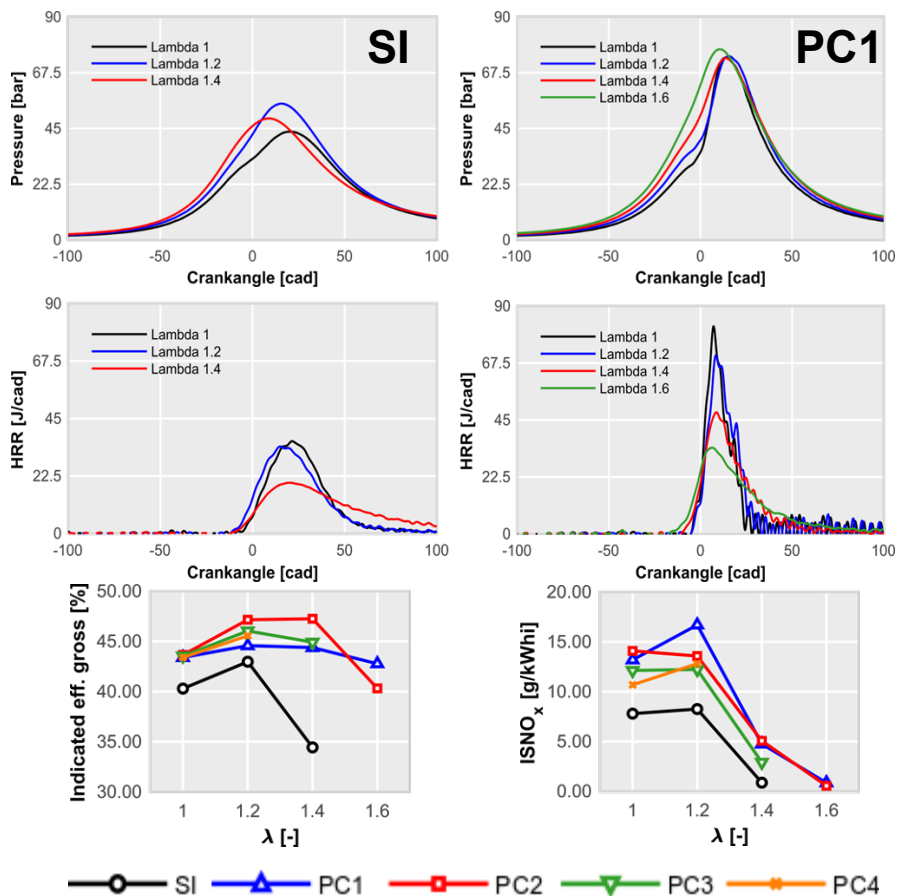 SI
Pressure [bar]
90
67.5
45
22.5
0
Lambda 1
Lambda 1.2
Lambda 1.4
-100
-50
0
50
100
Crankangle [cad]
PC1
Pressure [bar]
90
67.5
45
22.5
0
Lambda 1
Lambda 1.2
Lambda 1.4
Lambda 1.6
-100
-50
0
50
100
Crankangle [cad]
HRR [J/cad]
90
67.5
45
22.5
0
Lambda 1
Lambda 1.2
Lambda 1.4
-100
-50
0
50
100
Crankangle [cad]
HRR [J/cad]
90
67.5
45
22.5
0
Lambda 1
Lambda 1.2
Lambda 1.4
Lambda 1.6
-100
-50
0
50
100
Crankangle [cad]
Indicated eff. gross [%]
50.00
45.00
40.00
35.00
30.00
1
1.2
1.4
1.6
λ [-]
ISNOx [g/kWhi]
20.00
15.00
10.00
5.00
0.00
1
1.2
1.4
1.6
λ [-]
SI PC1 PC2 PC3 PC4